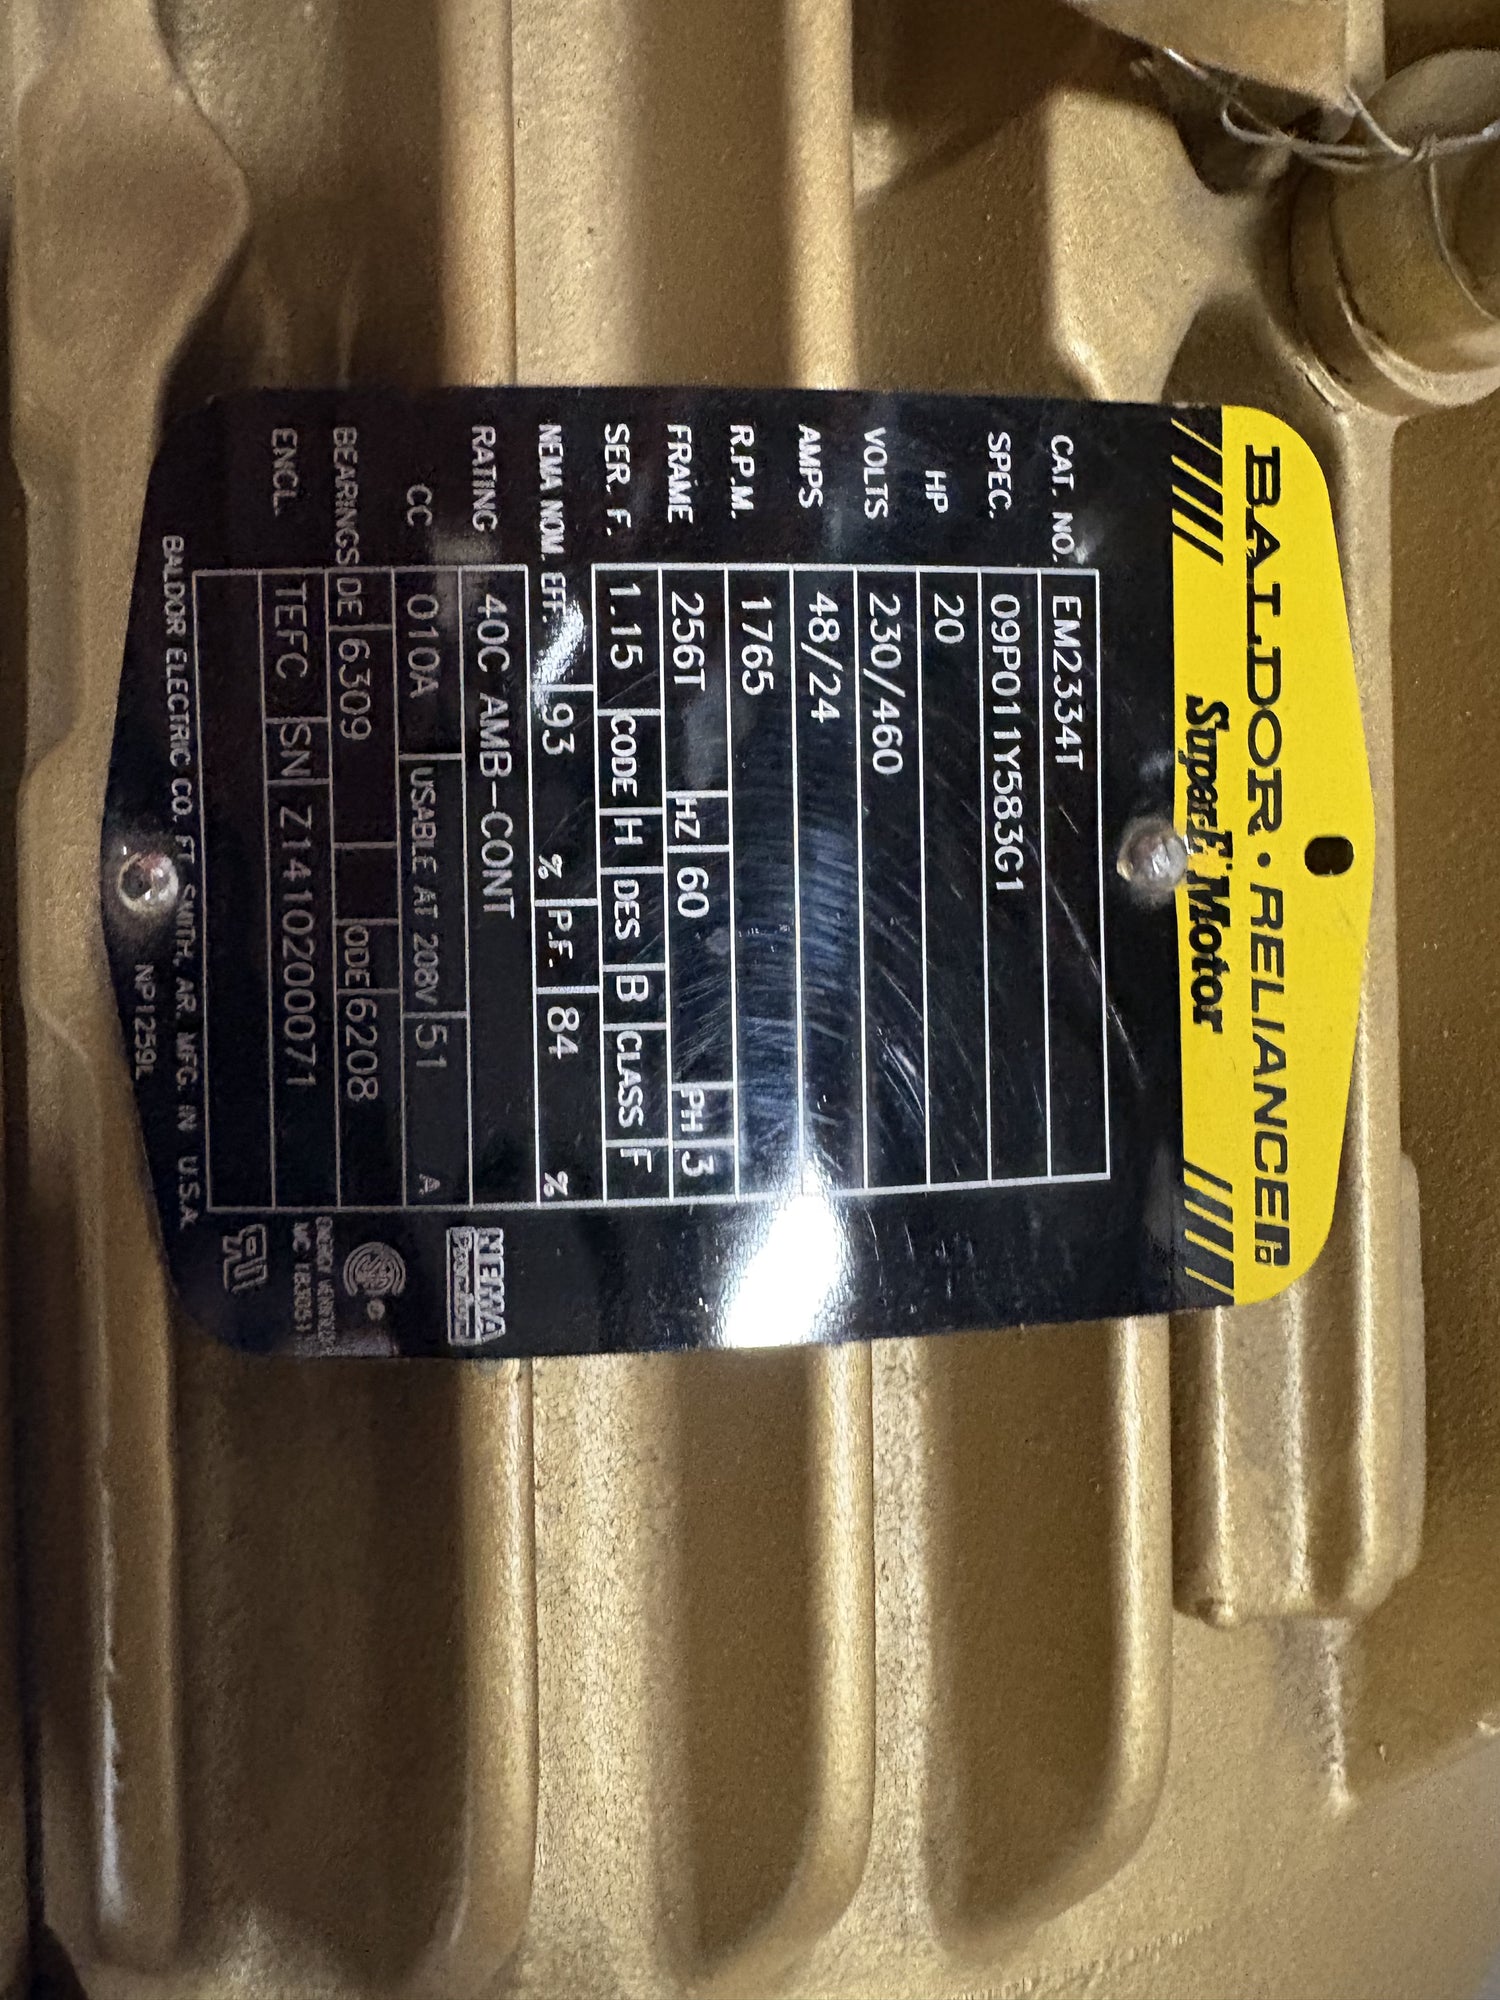 BALDOR • RELIANCER
Super-E Motor
CAT. NO. EM2334T
SPEC. 09P011Y583G1
HP 20
VOLTS 230/460
AMPS 48/24
R.P.M. 1765
FRAME 256T HZ 60 PH 3
SER. F. 1.15 CODE H DES B CLASS F
NEMA NOM. EFF. 93 % P.F. 84 %
RATING 40C AMB-CONT
CC 010A USABLE AT 208V 51 A
BEARINGS DE 6309 ODE 6208
ENCL. TEFC SN Z1410200071
BALDOR ELECTRIC CO. FT. SMITH, AR. MFG. IN U.S.A.
NP1259L
NEMA
Premium